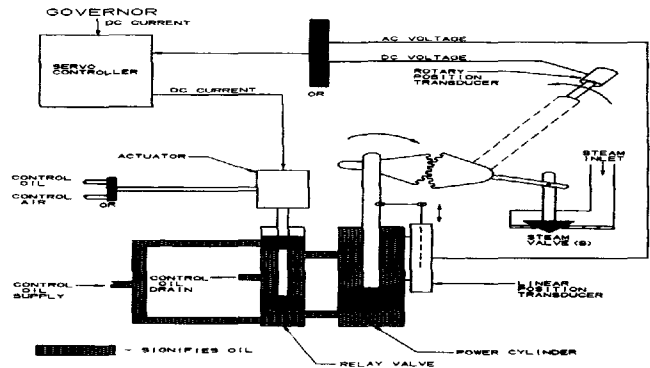 GOVERNOR
DC CURRENT
SERVO
CONTROLLER
DC CURRENT
AC VOLTAGE
DC VOLTAGE
OR
ROTARY
POSITION
TRANSDUCER
ACTUATOR
STEAM
INLET
CONTROL
OIL
CONTROL
AIR
OR
STEAM
VALVE(S)
CONTROL
OIL
SUPPLY
CONTROL
OIL
DRAIN
LINEAR
POSITION
TRANSDUCER
- SIGNIFIES OIL
POWER CYLINDER
RELAY VALVE